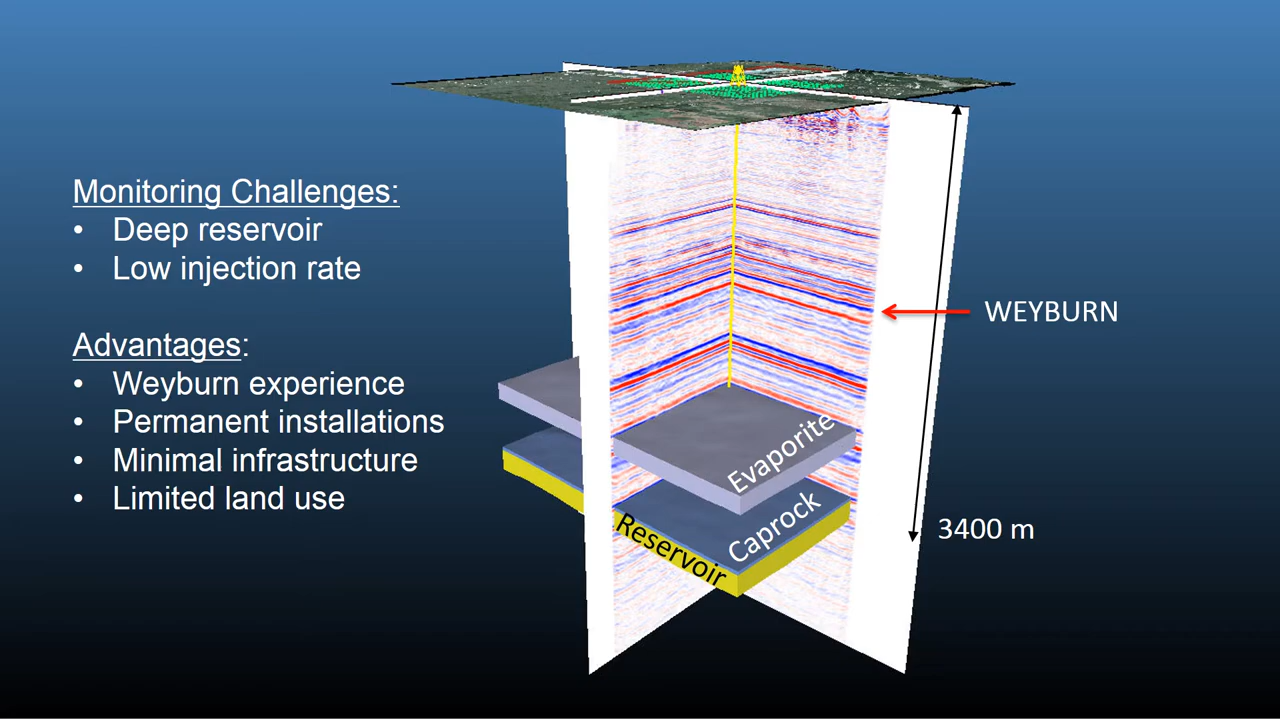 Monitoring Challenges:
• Deep reservoir
• Low injection rate
Advantages:
• Weyburn experience
• Permanent installations
• Minimal infrastructure
• Limited land use
WEYBURN
Evaporite
Caprock
Reservoir
3400 m